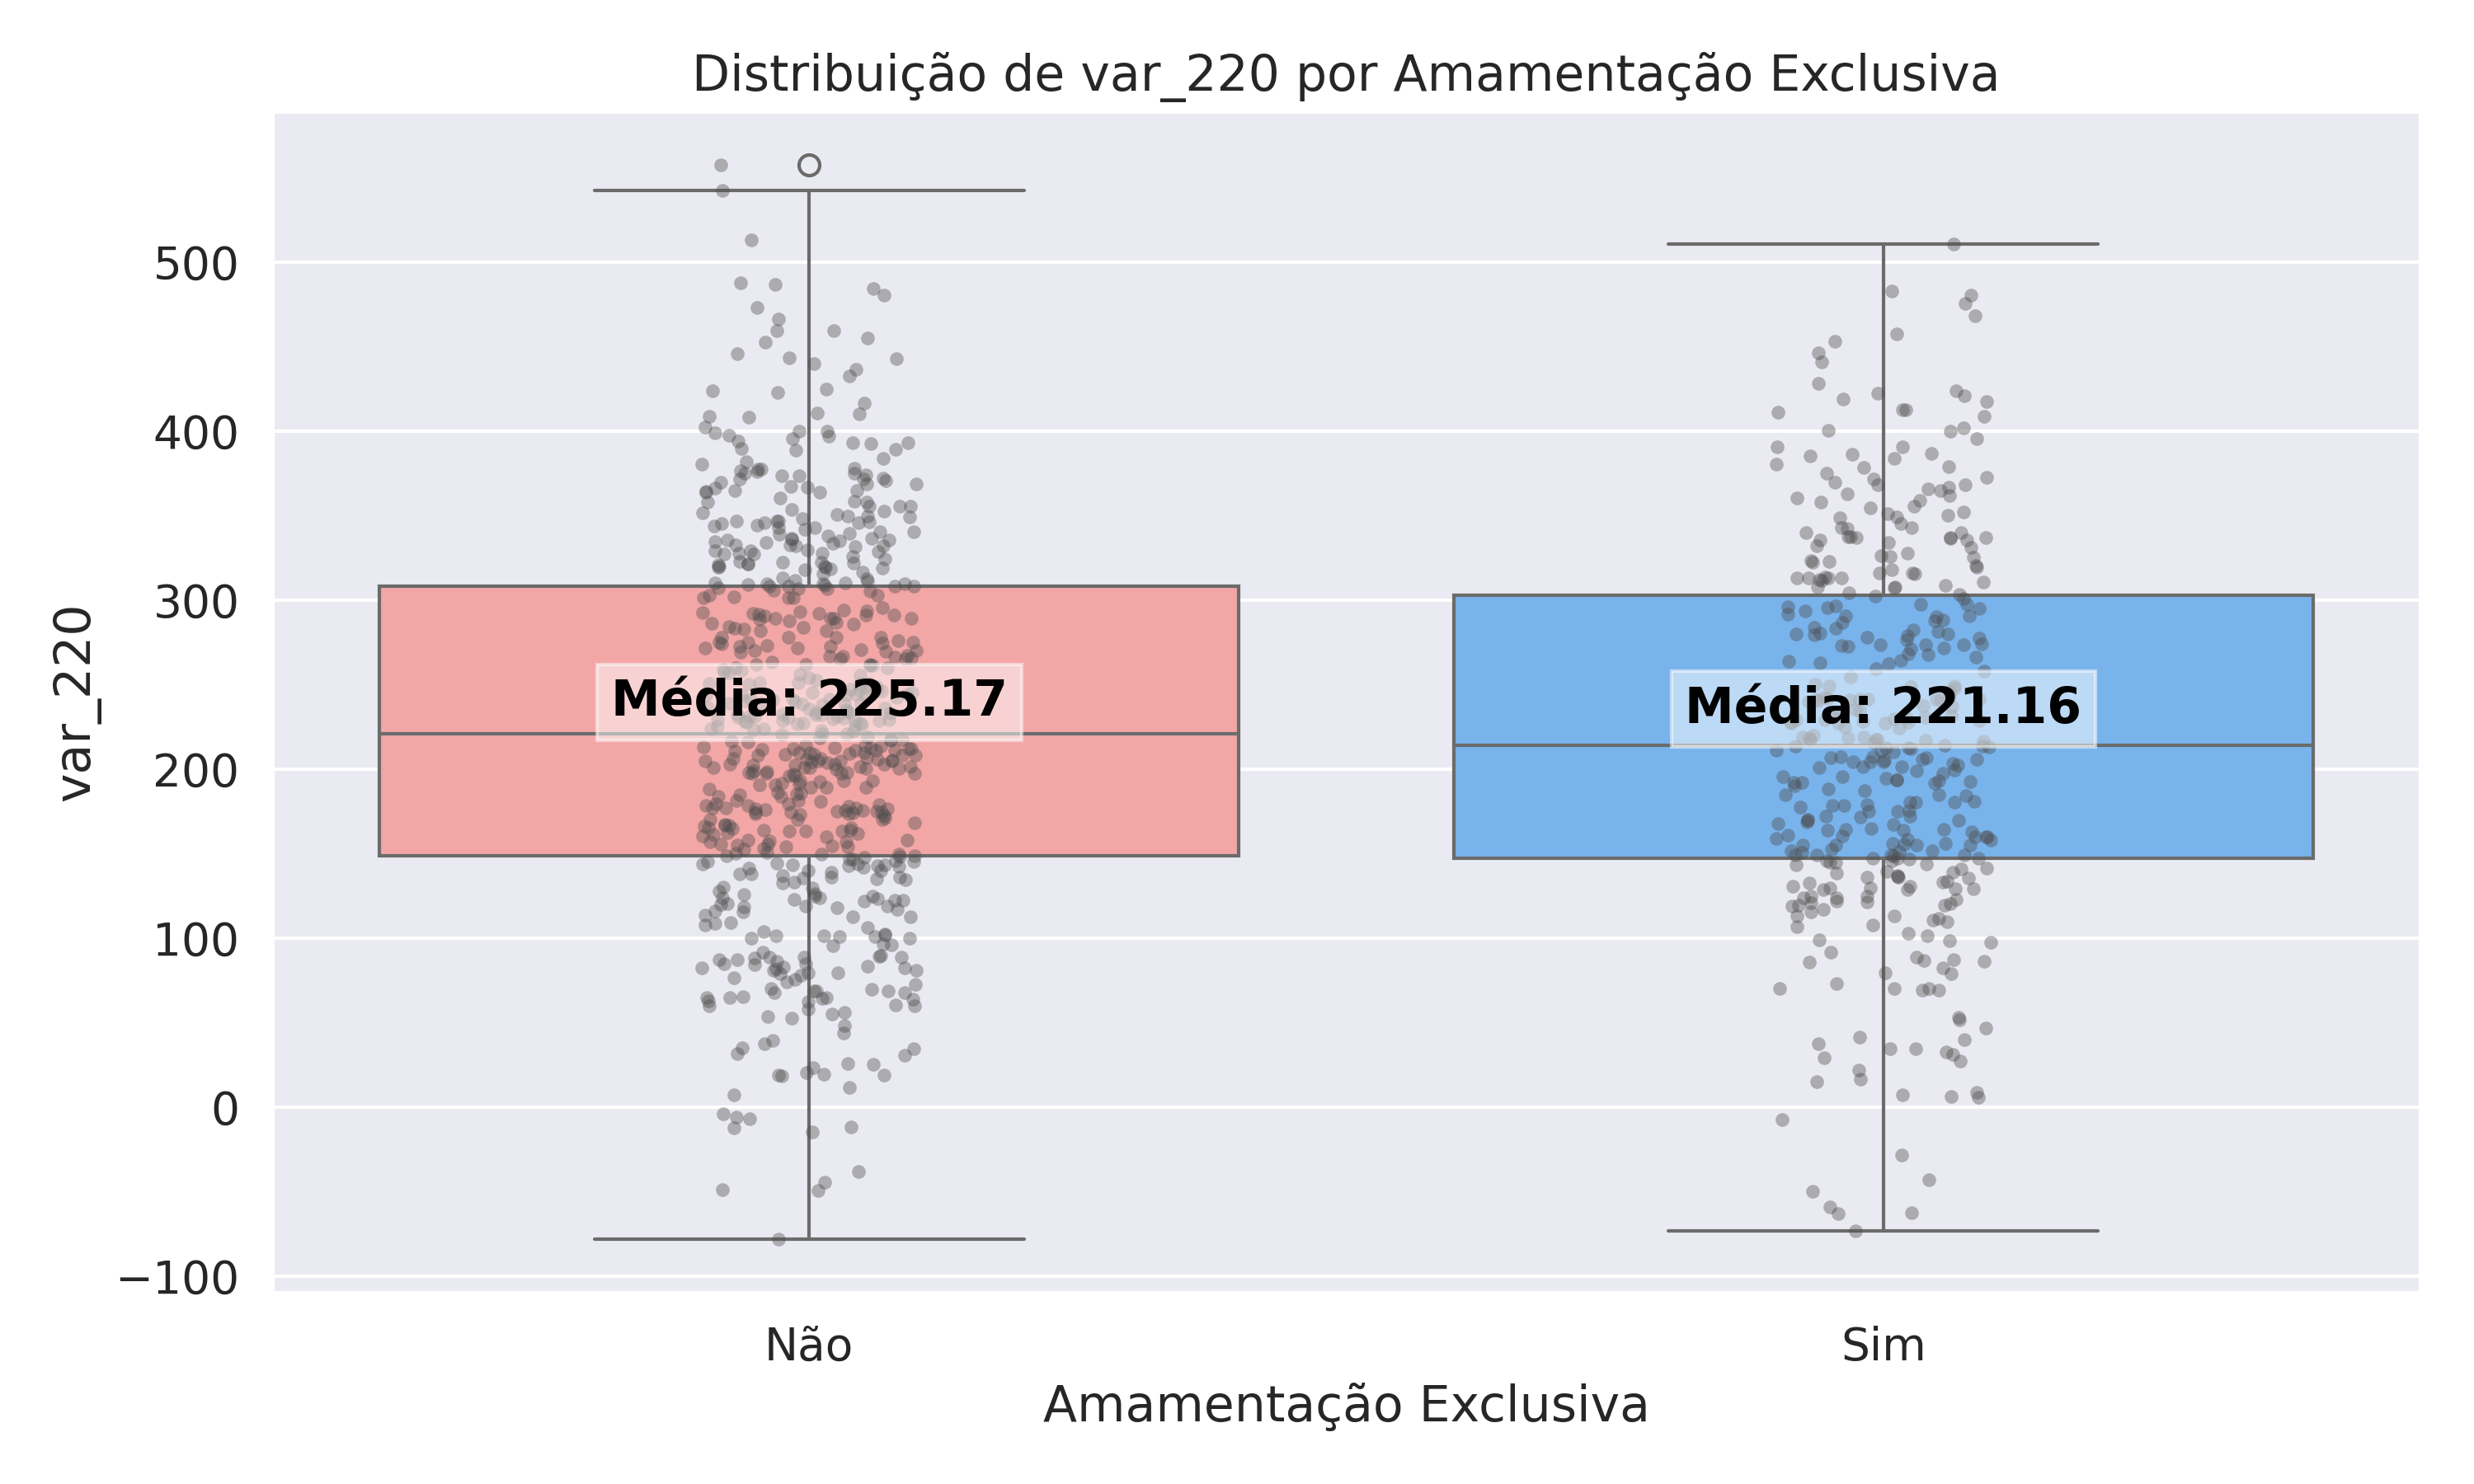 Distribuição de var_220 por Amamentação Exclusiva
var_220
500
400
300
200
100
0
−100
Média: 225.17
Média: 221.16
Não
Sim
Amamentação Exclusiva